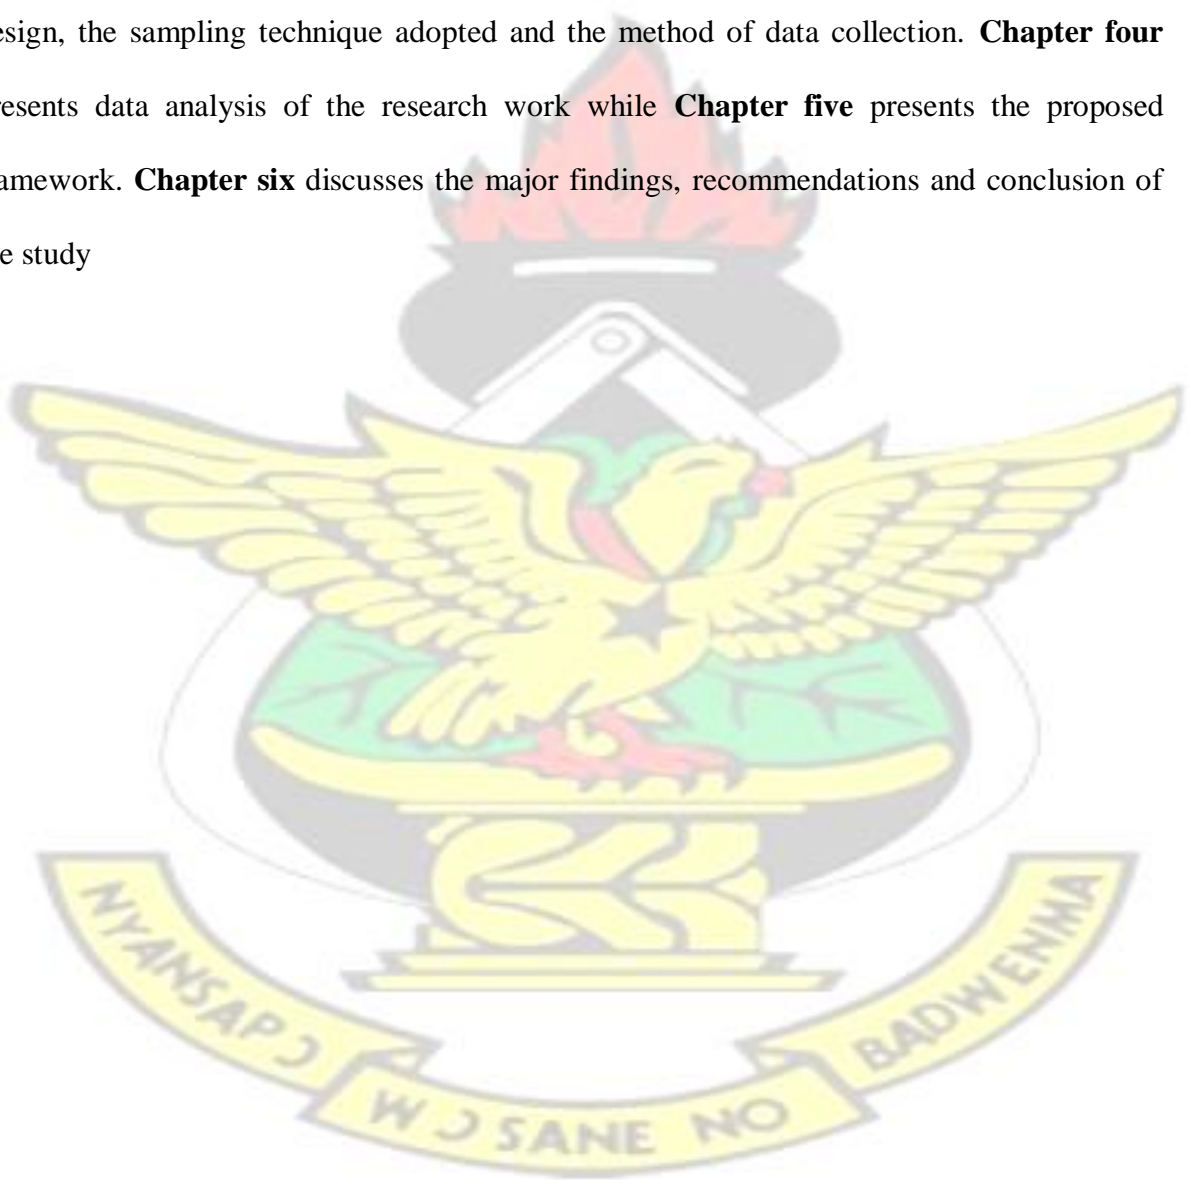 esign, the sampling technique adopted and the method of data collection. Chapter four
resents data analysis of the research work while Chapter five presents the proposed
amework. Chapter six discusses the major findings, recommendations and conclusion of
e study
NYANSAPƆ
WƆSANE NO
BADWENMA